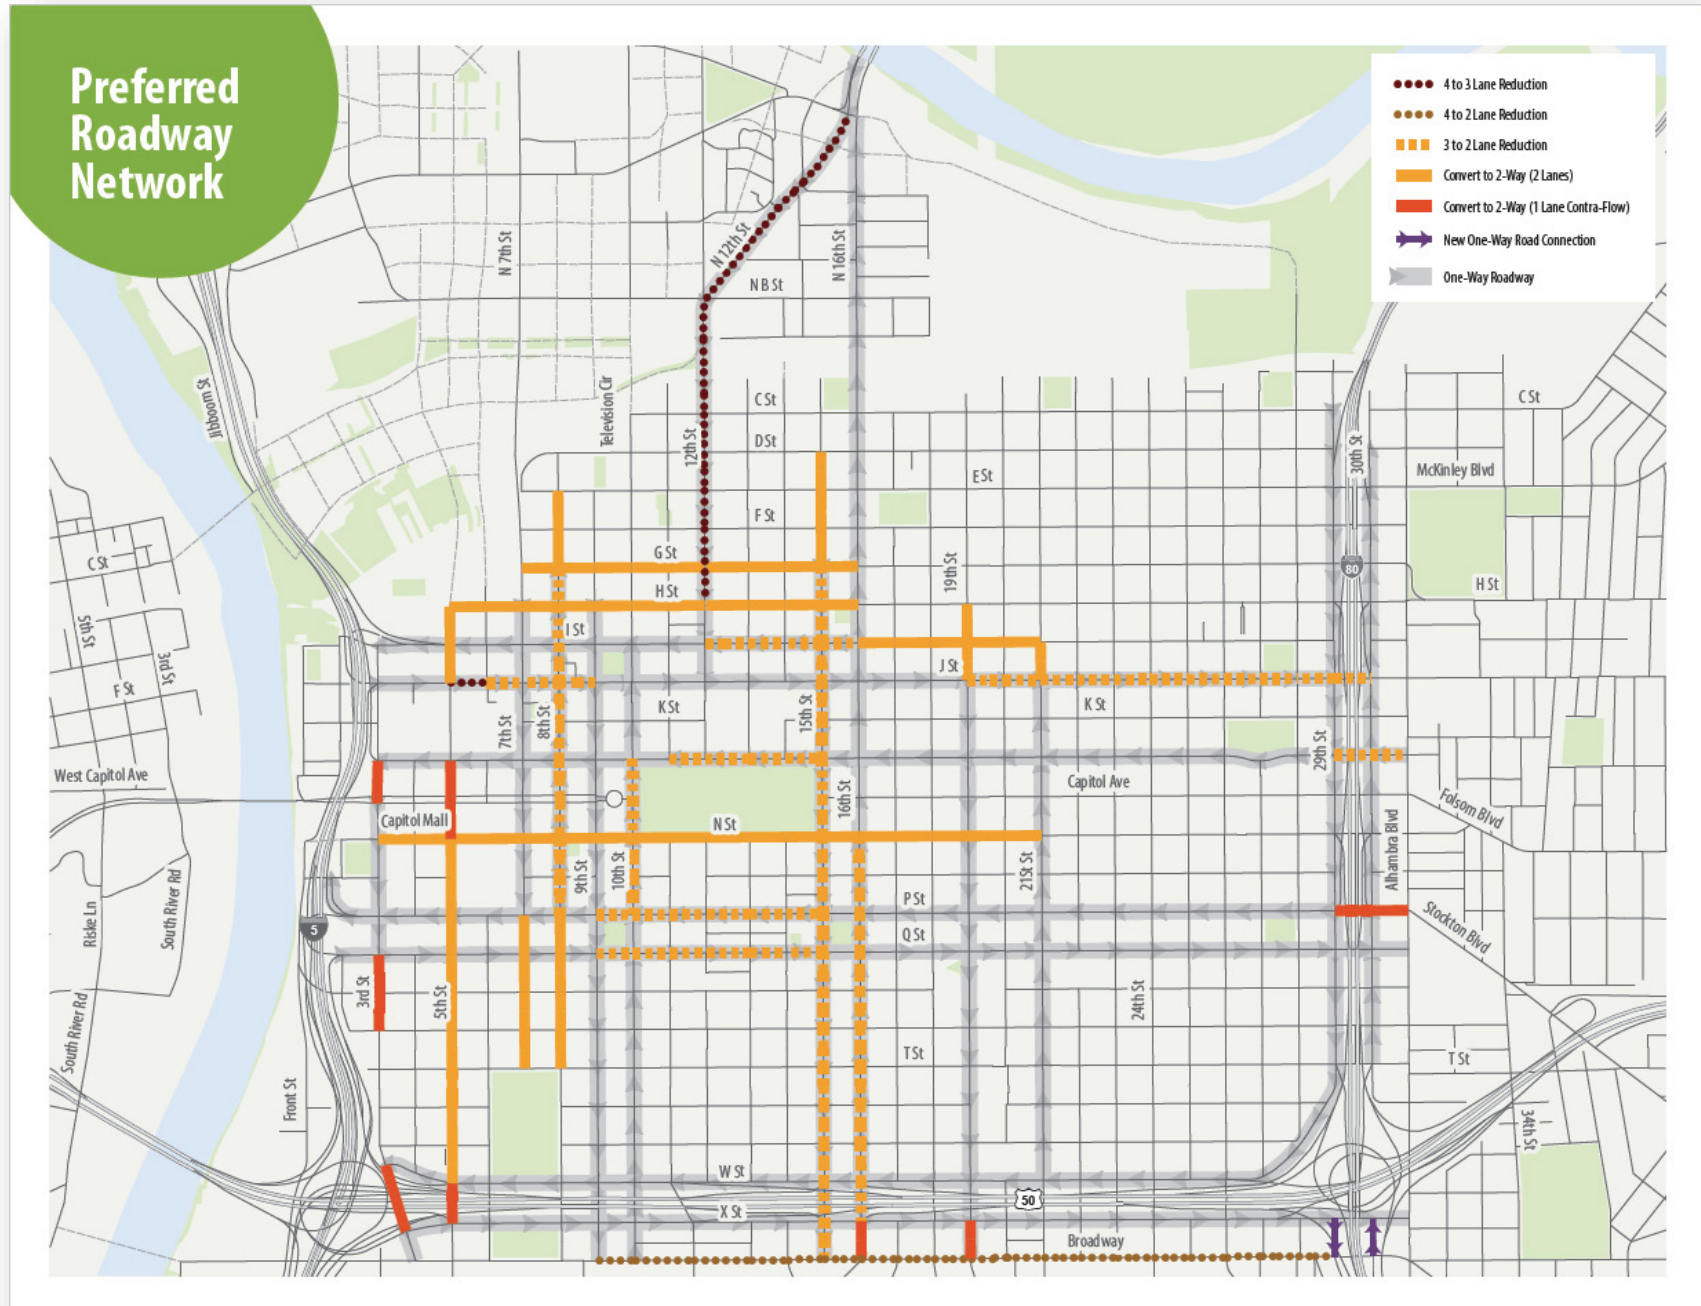 Preferred
Roadway
Network
4 to 3 Lane Reduction
4 to 2 Lane Reduction
3 to 2 Lane Reduction
Convert to 2-Way (2 Lanes)
Convert to 2-Way (1 Lane Contra-Flow)
New One-Way Road Connection
One-Way Roadway
N 7th St
N 12th St
N 16th St
N B St
Jibboom St
Television Cir
12th St
C St
D St
C St
30th St
McKinley Blvd
E St
F St
G St
C St
19th St
80
H St
H St
5th St
I St
3rd St
J St
F St
K St
K St
7th St
8th St
15th St
29th St
West Capitol Ave
Capitol Ave
16th St
Folsom Blvd
Capitol Mall
N St
Alhambra Blvd
9th St
10th St
21St St
P St
Riske Ln
South River Rd
5
Q St
Stockton Blvd
3rd St
5th St
24th St
South River Rd
T St
T St
Front St
34th St
W St
50
X St
Broadway